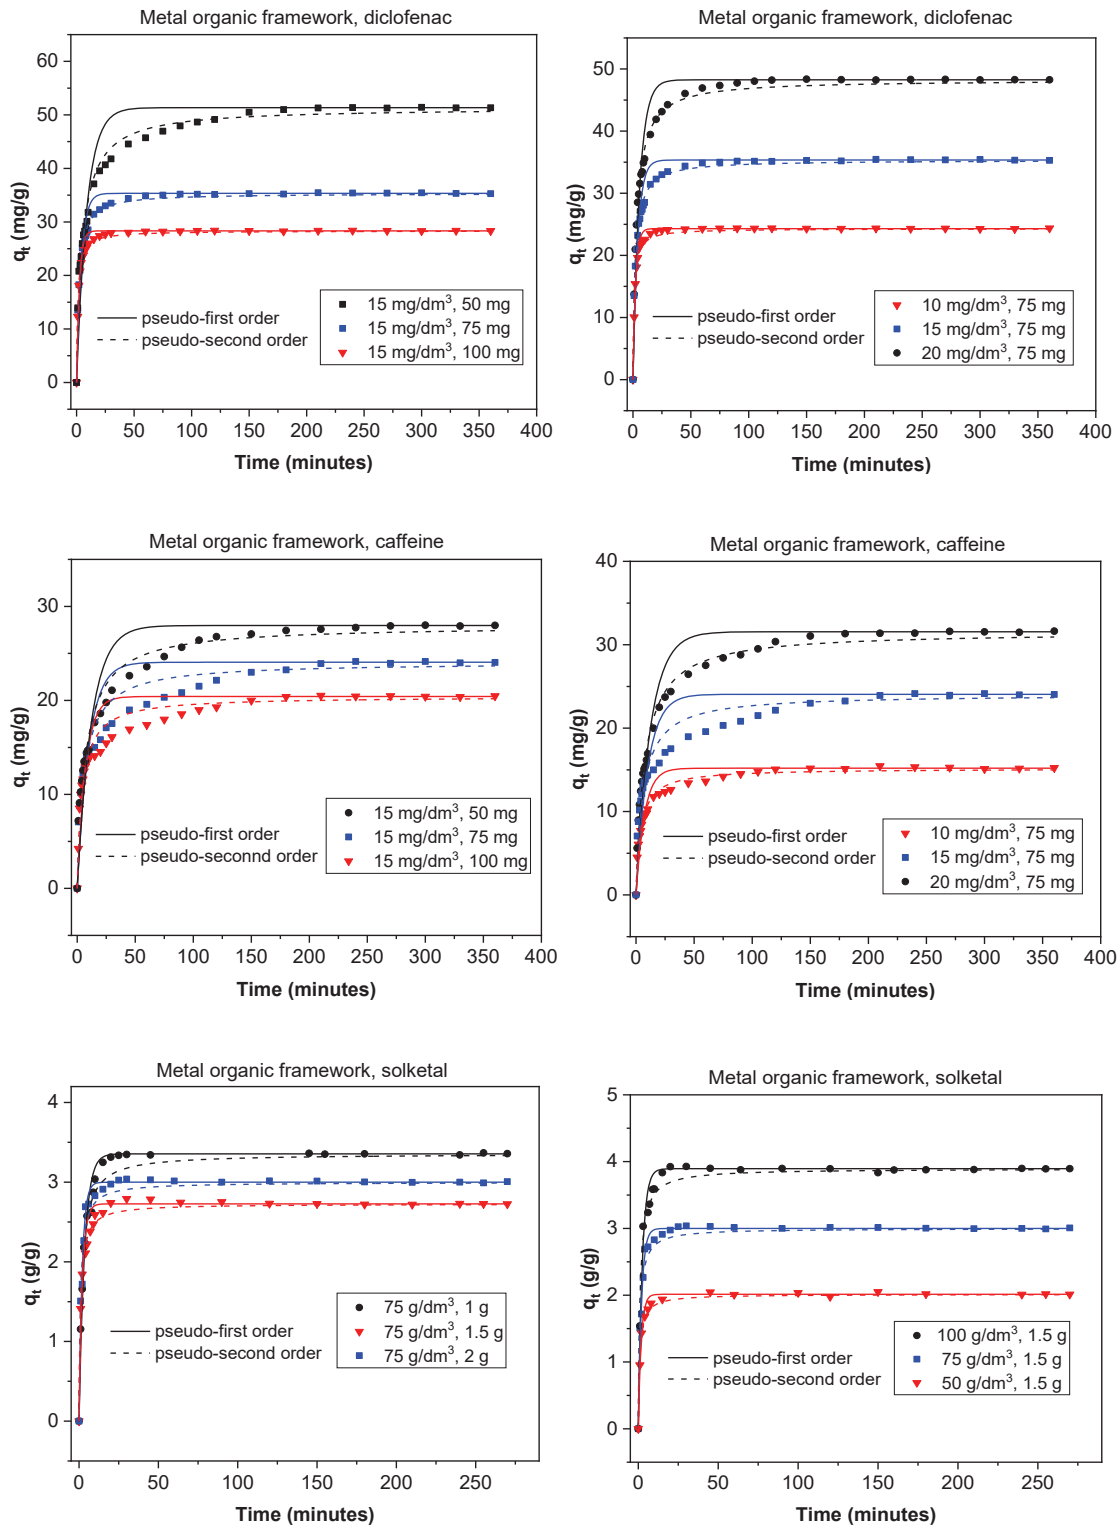 Metal organic framework, diclofenac
60
50
40
30
20
10
0
q_t (mg/g)
pseudo-first order
pseudo-second order
15 mg/dm³, 50 mg
15 mg/dm³, 75 mg
15 mg/dm³, 100 mg
0 50 100 150 200 250 300 350 400
Time (minutes)
Metal organic framework, diclofenac
50
40
30
20
10
0
q_t (mg/g)
pseudo-first order
pseudo-second order
10 mg/dm³, 75 mg
15 mg/dm³, 75 mg
20 mg/dm³, 75 mg
0 50 100 150 200 250 300 350 400
Time (minutes)
Metal organic framework, caffeine
30
20
10
0
q_t (mg/g)
pseudo-first order
pseudo-seconnd order
15 mg/dm³, 50 mg
15 mg/dm³, 75 mg
15 mg/dm³, 100 mg
0 50 100 150 200 250 300 350 400
Time (minutes)
Metal organic framework, caffeine
40
30
20
10
0
q_t (mg/g)
pseudo-first order
pseudo-second order
10 mg/dm³, 75 mg
15 mg/dm³, 75 mg
20 mg/dm³, 75 mg
0 50 100 150 200 250 300 350 400
Time (minutes)
Metal organic framework, solketal
4
3
2
1
0
q_t (g/g)
pseudo-first order
pseudo-second order
75 g/dm³, 1 g
75 g/dm³, 1.5 g
75 g/dm³, 2 g
0 50 100 150 200 250
Time (minutes)
Metal organic framework, solketal
5
4
3
2
1
0
q_t (g/g)
pseudo-first order
pseudo-second order
100 g/dm³, 1.5 g
75 g/dm³, 1.5 g
50 g/dm³, 1.5 g
0 50 100 150 200 250
Time (minutes)